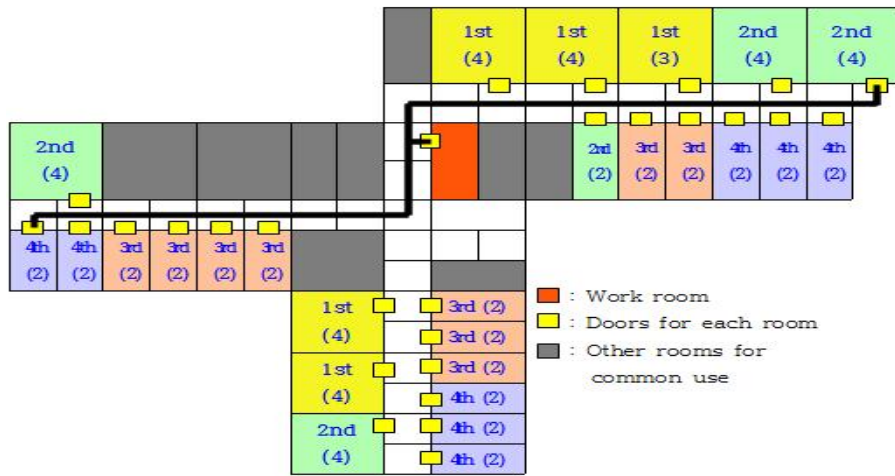 1st 1st 1st 2nd 2nd
(4) (4) (3) (4) (4)
2nd 3rd 3rd 4th 4th 4th
(2) (2) (2) (2) (2) (2)
2nd
(4)
4th 4th 3rd 3rd 3rd 3rd
(2) (2) (2) (2) (2) (2)
1st
(4)
1st
(4)
2nd
(4)
3rd (2)
3rd (2)
3rd (2)
4th (2)
4th (2)
4th (2)
: Work room
: Doors for each room
: Other rooms for
common use